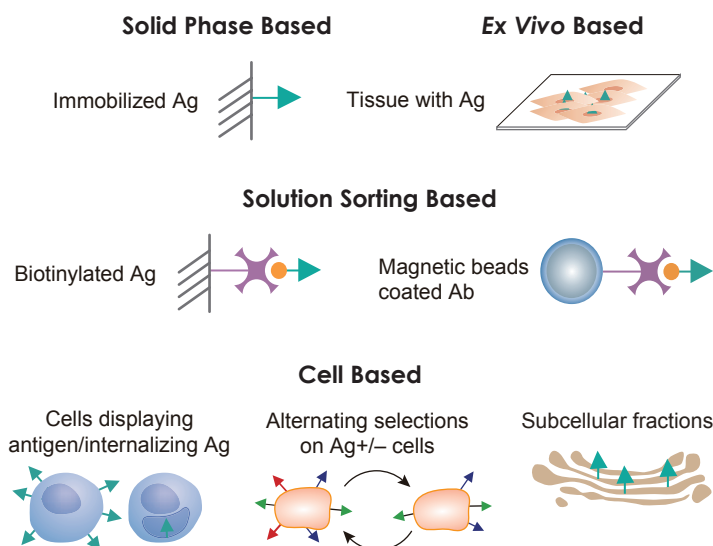 Solid Phase Based
Ex Vivo Based
Immobilized Ag
Tissue with Ag
Solution Sorting Based
Biotinylated Ag
Magnetic beads
coated Ab
Cell Based
Cells displaying
antigen/internalizing Ag
Alternating selections
on Ag+/– cells
Subcellular fractions